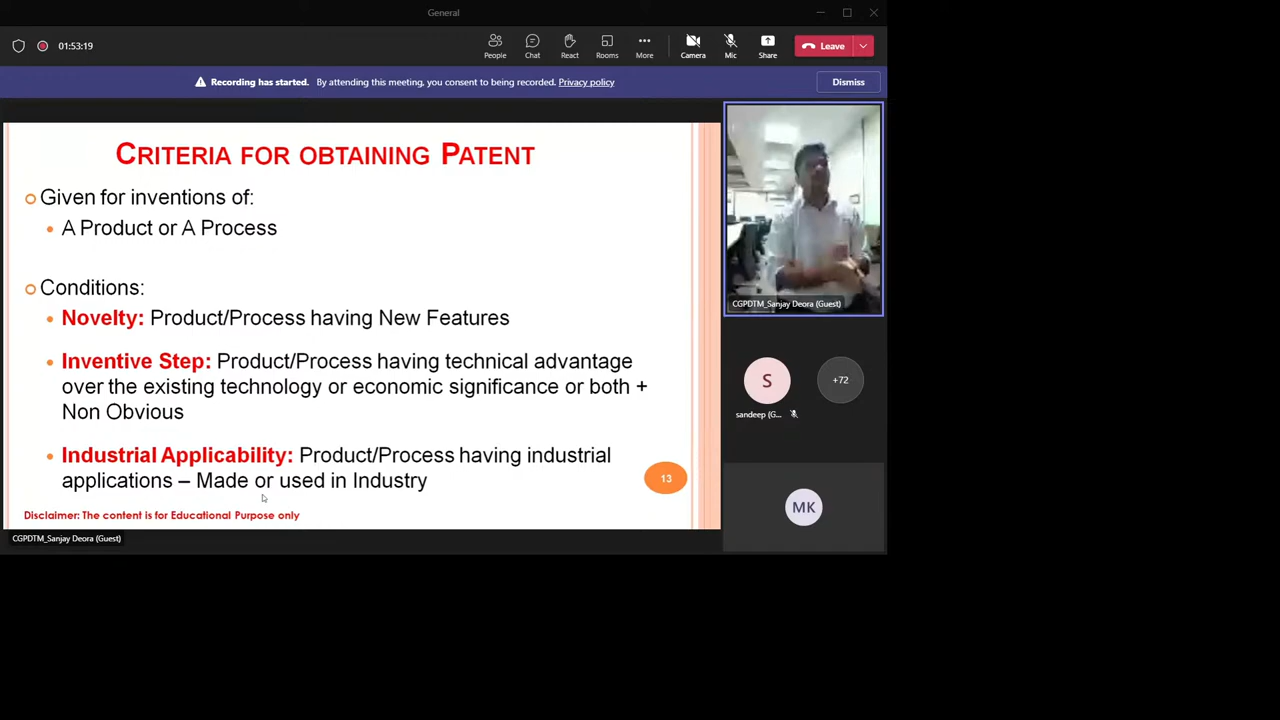 General
01:53:19
People
Chat
React
Rooms
More
Camera
Mic
Share
Leave
Recording has started. By attending this meeting, you consent to being recorded. Privacy policy
Dismiss
CRITERIA FOR OBTAINING PATENT
Given for inventions of:
A Product or A Process
Conditions:
Novelty: Product/Process having New Features
Inventive Step: Product/Process having technical advantage
over the existing technology or economic significance or both +
Non Obvious
Industrial Applicability: Product/Process having industrial
applications – Made or used in Industry
13
Disclaimer: The content is for Educational Purpose only
CGPDTM_Sanjay Deora (Guest)
CGPDTM_Sanjay Deora (Guest)
S
+72
sandeep (G...
MK